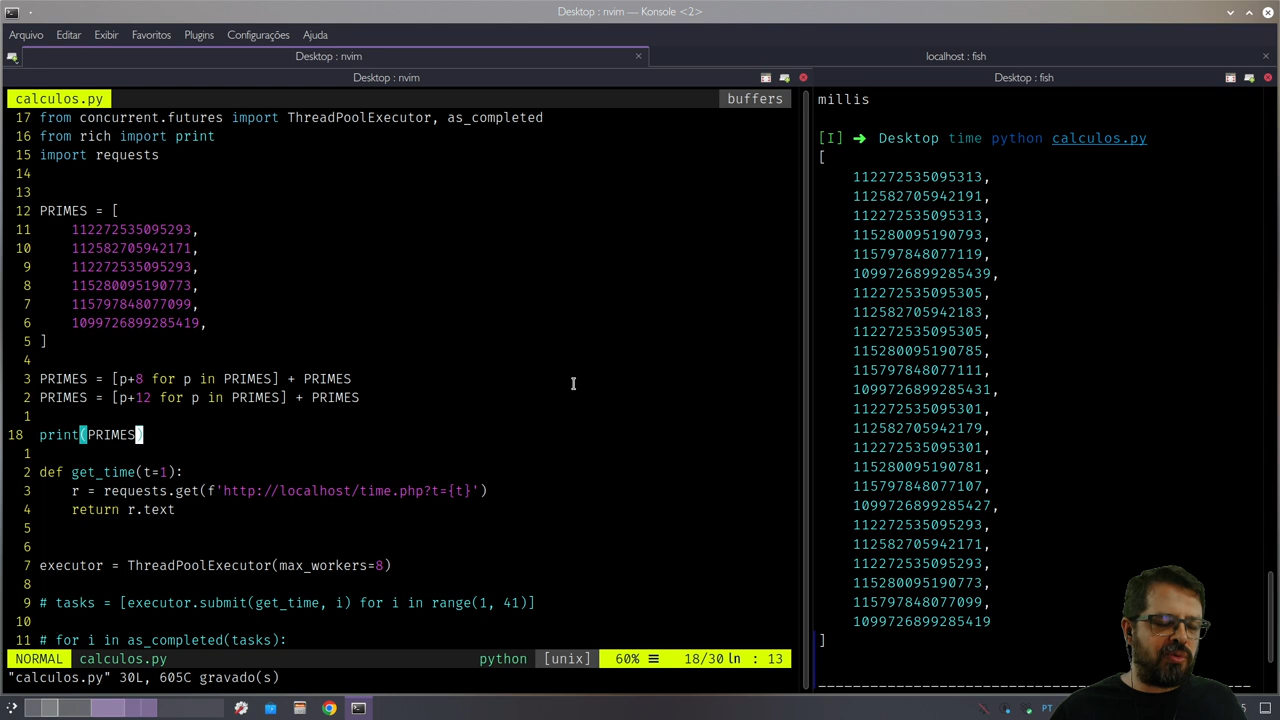 Desktop : nvim — Konsole <2>
Arquivo Editar Exibir Favoritos Plugins Configurações Ajuda
Desktop : nvim
localhost : fish
Desktop : nvim
Desktop : fish
calculos.py
buffers
17 from concurrent.futures import ThreadPoolExecutor, as_completed
16 from rich import print
15 import requests
14
13
12 PRIMES = [
11 112272535095293,
10 112582705942171,
9 112272535095293,
8 115280095190773,
7 115797848077099,
6 1099726899285419,
5 ]
4
3 PRIMES = [p+8 for p in PRIMES] + PRIMES
2 PRIMES = [p+12 for p in PRIMES] + PRIMES
1
18 print(PRIMES)
1
2 def get_time(t=1):
3 r = requests.get(f'http://localhost/time.php?t={t}')
4 return r.text
5
6
7 executor = ThreadPoolExecutor(max_workers=8)
8
9 # tasks = [executor.submit(get_time, i) for i in range(1, 41)]
10
11 # for i in as_completed(tasks):
NORMAL calculos.py python [unix] 60% ☰ 18/30 ln : 13
"calculos.py" 30L, 605C gravado(s)
millis
[I] ➜ Desktop time python calculos.py
[
112272535095313,
112582705942191,
112272535095313,
115280095190793,
115797848077119,
1099726899285439,
112272535095305,
112582705942183,
112272535095305,
115280095190785,
115797848077111,
1099726899285431,
112272535095301,
112582705942179,
112272535095301,
115280095190781,
115797848077107,
1099726899285427,
112272535095293,
112582705942171,
112272535095293,
115280095190773,
115797848077099,
1099726899285419
]
PT